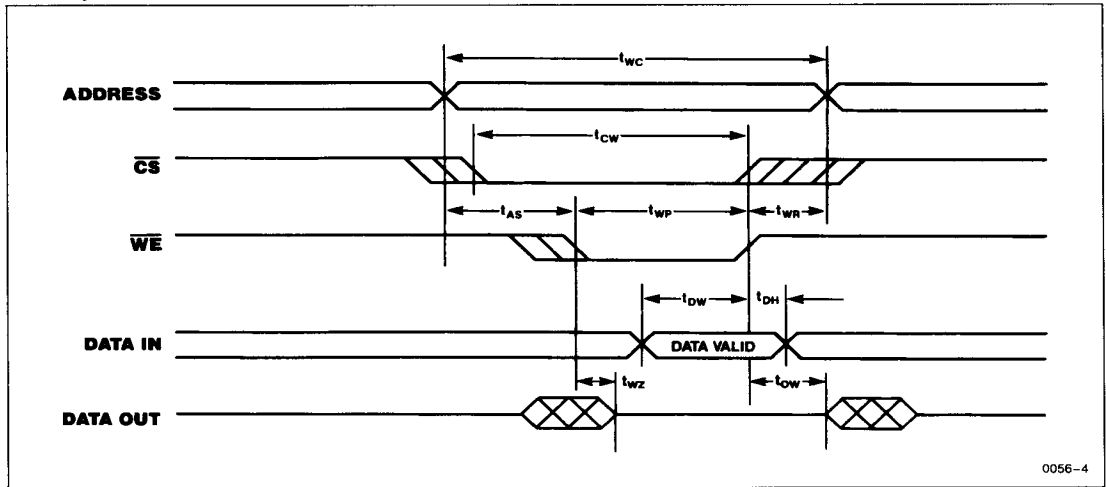 tWC
ADDRESS
tCW
CS
tAS
tWP
tWR
WE
tDW
tDH
DATA IN
DATA VALID
tWZ
tOW
DATA OUT
0056-4